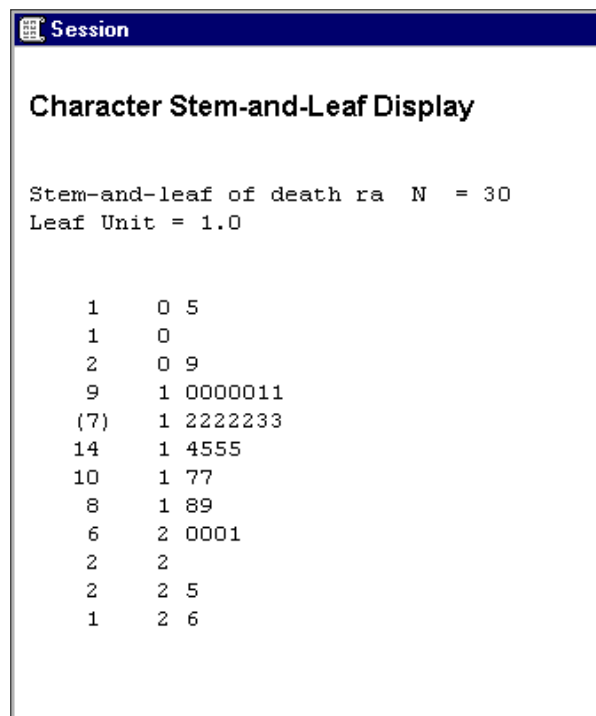 Session
Character Stem-and-Leaf Display
Stem-and-leaf of death ra N = 30
Leaf Unit = 1.0
1 0 5
1 0
2 0 9
9 1 0000011
(7) 1 2222233
14 1 4555
10 1 77
8 1 89
6 2 0001
2 2
2 2 5
1 2 6